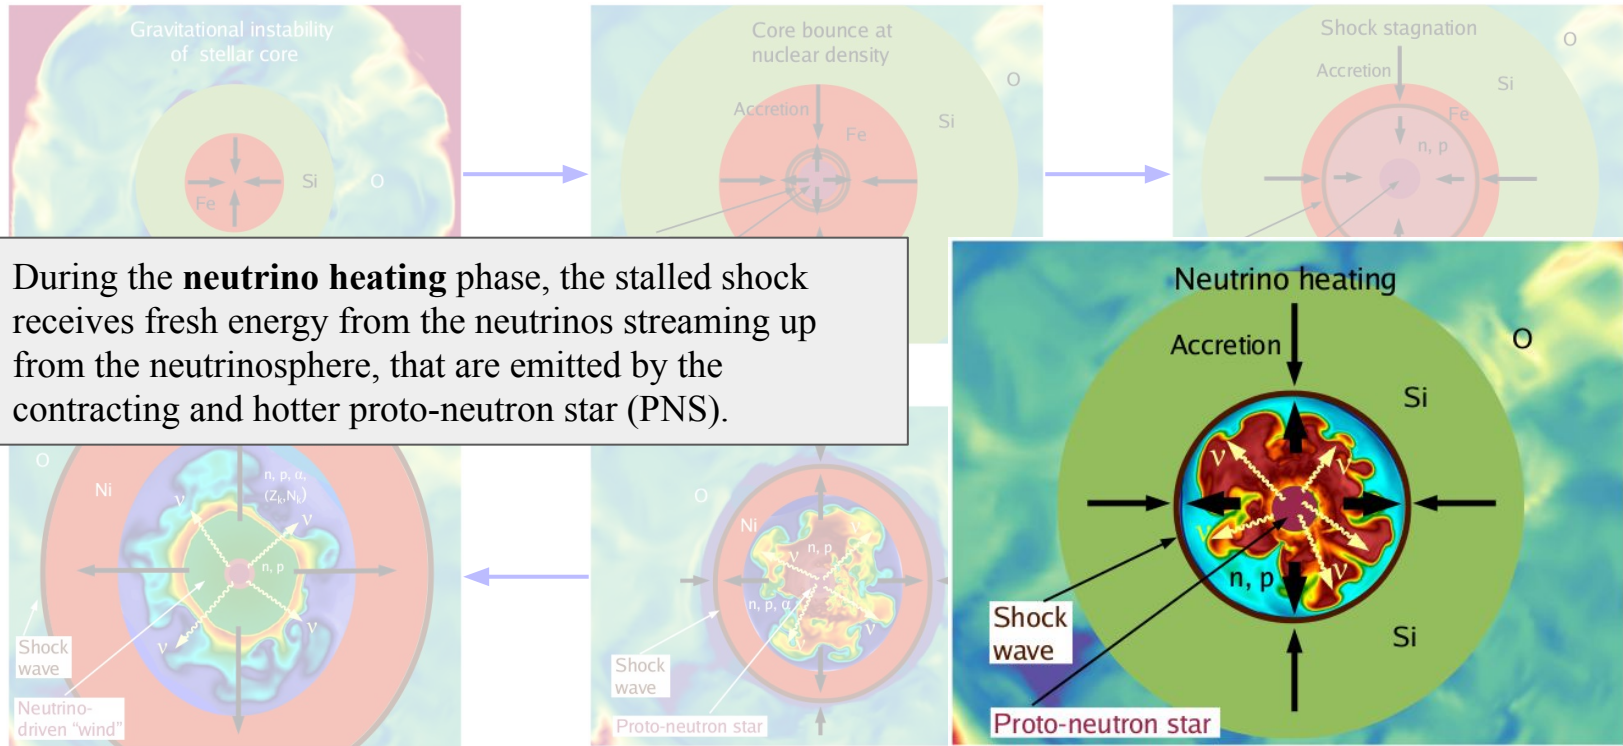 Gravitational instability
of stellar core
Si
O
Fe
Core bounce at
nuclear density
O
Accretion
Fe
Si
Shock stagnation
O
Accretion
Si
Fe
n, p
During the neutrino heating phase, the stalled shock
receives fresh energy from the neutrinos streaming up
from the neutrinosphere, that are emitted by the
contracting and hotter proto-neutron star (PNS).
Neutrino heating
O
Accretion
Si
ν
ν
ν
ν
n, p
Si
Shock
wave
Proto-neutron star
O
Ni
n, p, α,
(Zk,Nk)
ν
ν
n, p
ν
ν
Shock
wave
Neutrino-
driven “wind”
O
Ni
n, p
ν
ν
n, p, α
ν
ν
Shock
wave
Proto-neutron star